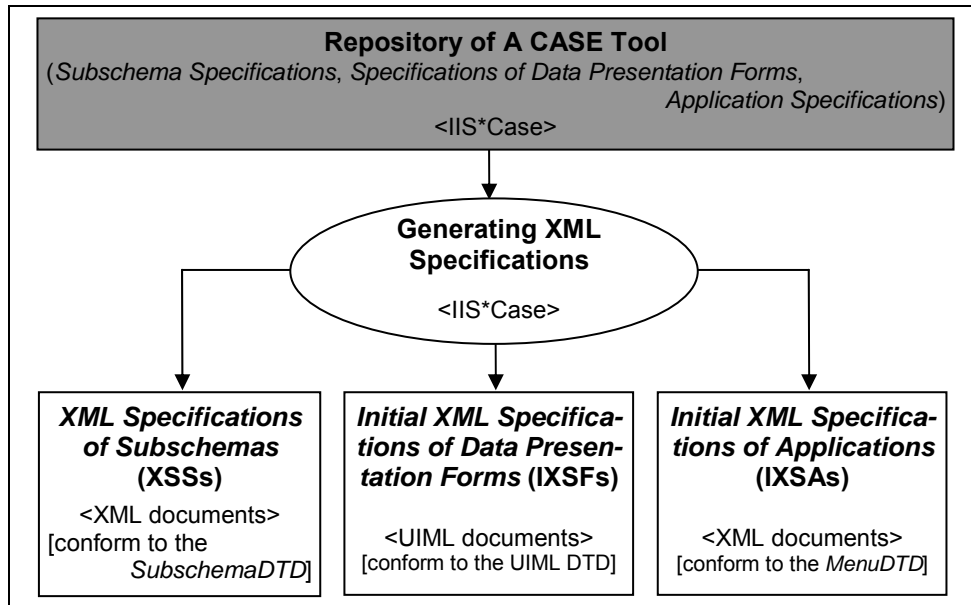 Repository of A CASE Tool
(Subschema Specifications, Specifications of Data Presentation Forms,
Application Specifications)
<IIS*Case>
Generating XML
Specifications
<IIS*Case>
XML Specifications
of Subschemas
(XSSs)
<XML documents>
[conform to the
SubschemaDTD]
Initial XML Specifica-
tions of Data Presen-
tation Forms (IXSFs)
<UIML documents>
[conform to the UIML DTD]
Initial XML Specifica-
tions of Applications
(IXSAs)
<XML documents>
[conform to the MenuDTD]